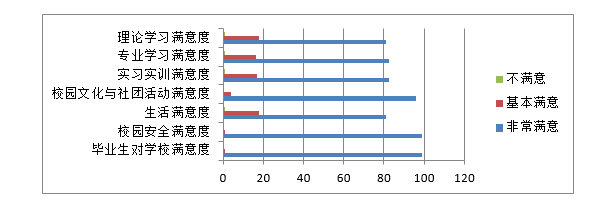 理论学习满意度
专业学习满意度
实习实训满意度
校园文化与社团活动满意度
生活满意度
校园安全满意度
毕业生对学校满意度
0 20 40 60 80 100 120
不满意
基本满意
非常满意